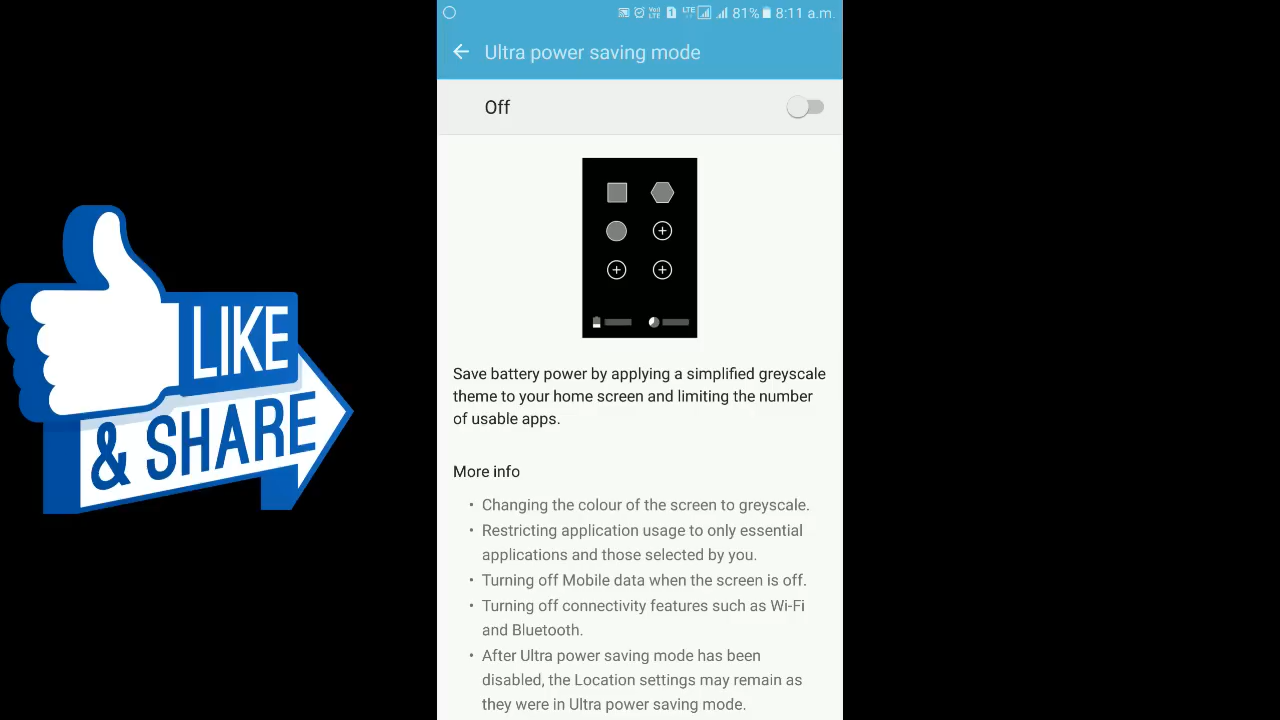 VoLTE 1 LTE 81% 8:11 a.m.
Ultra power saving mode
Off
LIKE
& SHARE
Save battery power by applying a simplified greyscale
theme to your home screen and limiting the number
of usable apps.
More info
• Changing the colour of the screen to greyscale.
• Restricting application usage to only essential
applications and those selected by you.
• Turning off Mobile data when the screen is off.
• Turning off connectivity features such as Wi-Fi
and Bluetooth.
• After Ultra power saving mode has been
disabled, the Location settings may remain as
they were in Ultra power saving mode.